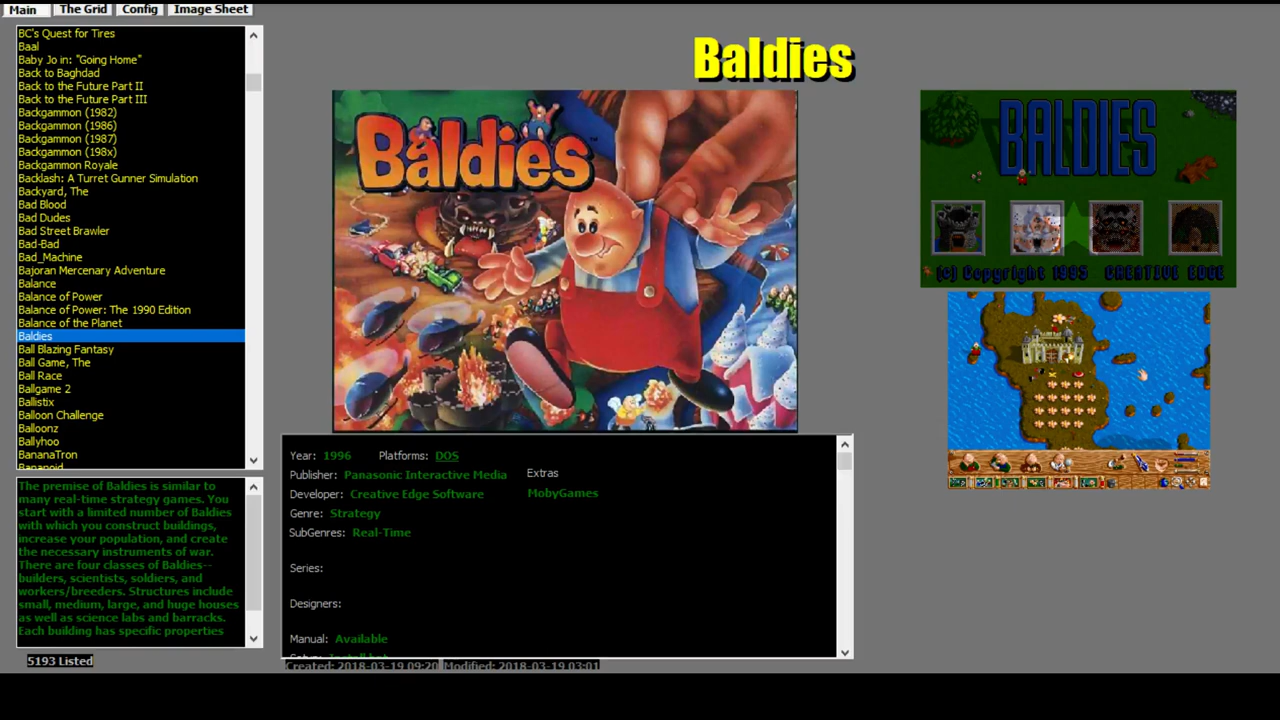 Main
The Grid
Config
Image Sheet
BC's Quest for Tires
Baal
Baby Jo in: "Going Home"
Back to Baghdad
Back to the Future Part II
Back to the Future Part III
Backgammon (1982)
Backgammon (1986)
Backgammon (1987)
Backgammon (198x)
Backgammon Royale
Backlash: A Turret Gunner Simulation
Backyard, The
Bad Blood
Bad Dudes
Bad Street Brawler
Bad-Bad
Bad_Machine
Bajoran Mercenary Adventure
Balance
Balance of Power
Balance of Power: The 1990 Edition
Balance of the Planet
Baldies
Ball Blazing Fantasy
Ball Game, The
Ball Race
Ballgame 2
Ballistix
Balloon Challenge
Balloonz
Ballyhoo
BananaTron
Bananoid
The premise of Baldies is similar to
many real-time strategy games. You
start with a limited number of Baldies
with which you construct buildings,
increase your population, and create
the necessary instruments of war.
There are four classes of Baldies--
builders, scientists, soldiers, and
workers/breeders. Structures include
small, medium, large, and huge houses
as well as science labs and barracks.
Each building has specific properties
5193 Listed
Baldies
Baldies™
BALDIES
(c) Copyright 1995 CREATIVE EDGE
Year: 1996 Platforms: DOS
Publisher: Panasonic Interactive Media
Extras
Developer: Creative Edge Software
MobyGames
Genre: Strategy
SubGenres: Real-Time
Series:
Designers:
Manual: Available
Created: 2018-03-19 09:20 Modified: 2018-03-19 03:01